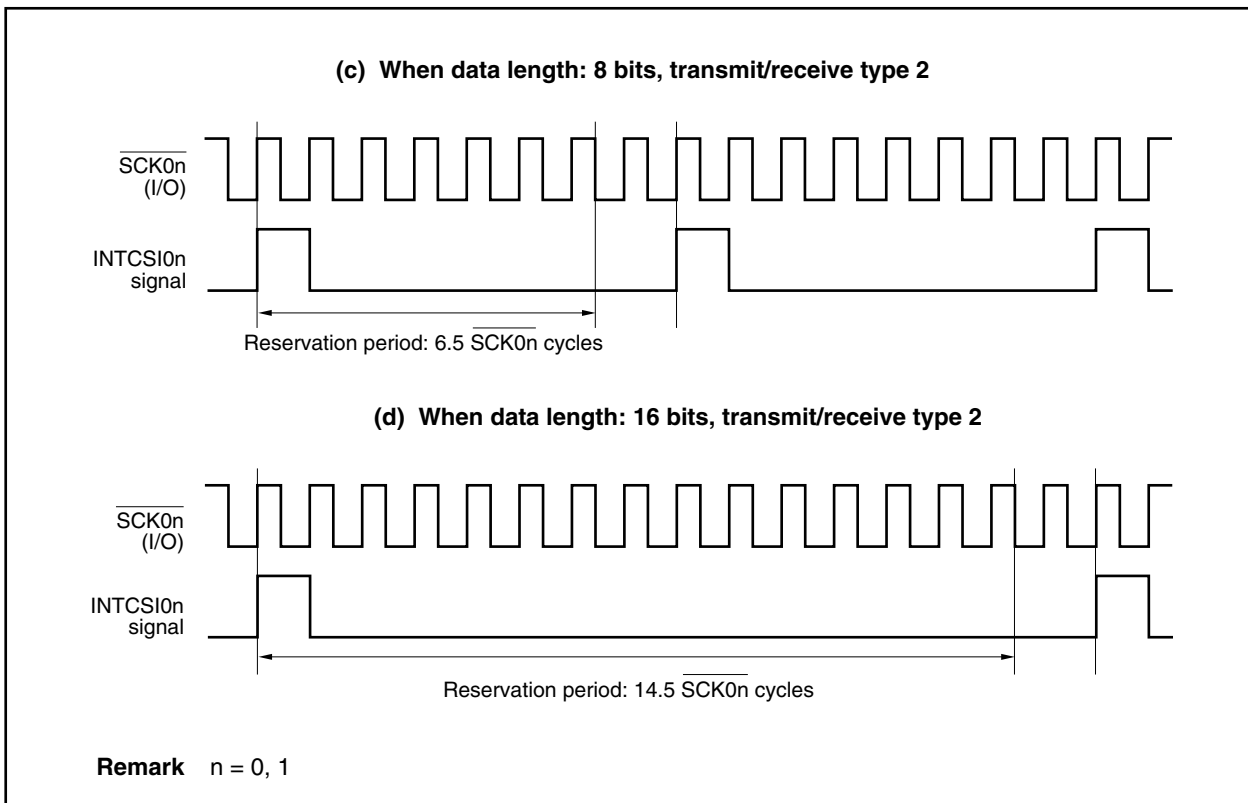 (c) When data length: 8 bits, transmit/receive type 2
SCK0n
(I/O)
INTCSI0n
signal
Reservation period: 6.5 SCK0n cycles
(d) When data length: 16 bits, transmit/receive type 2
SCK0n
(I/O)
INTCSI0n
signal
Reservation period: 14.5 SCK0n cycles
Remark n = 0, 1